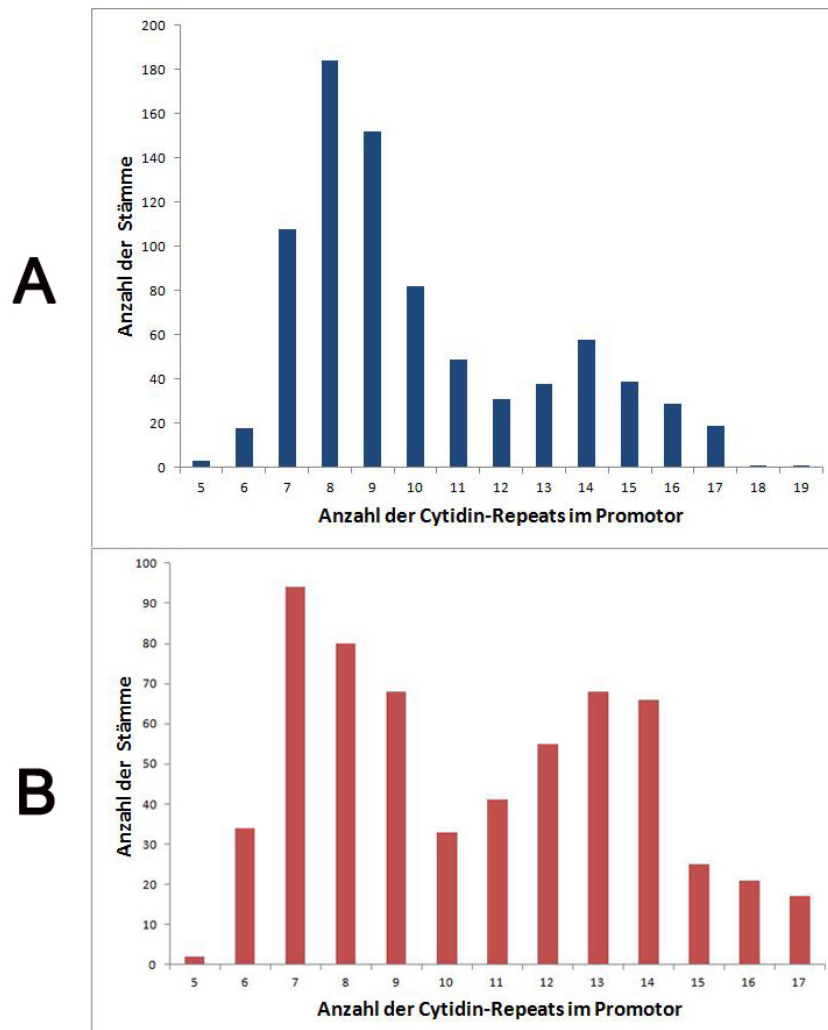 A
Anzahl der Stämme
200
180
160
140
120
100
80
60
40
20
0
5 6 7 8 9 10 11 12 13 14 15 16 17 18 19
Anzahl der Cytidin-Repeats im Promotor
B
Anzahl der Stämme
100
90
80
70
60
50
40
30
20
10
0
5 6 7 8 9 10 11 12 13 14 15 16 17
Anzahl der Cytidin-Repeats im Promotor